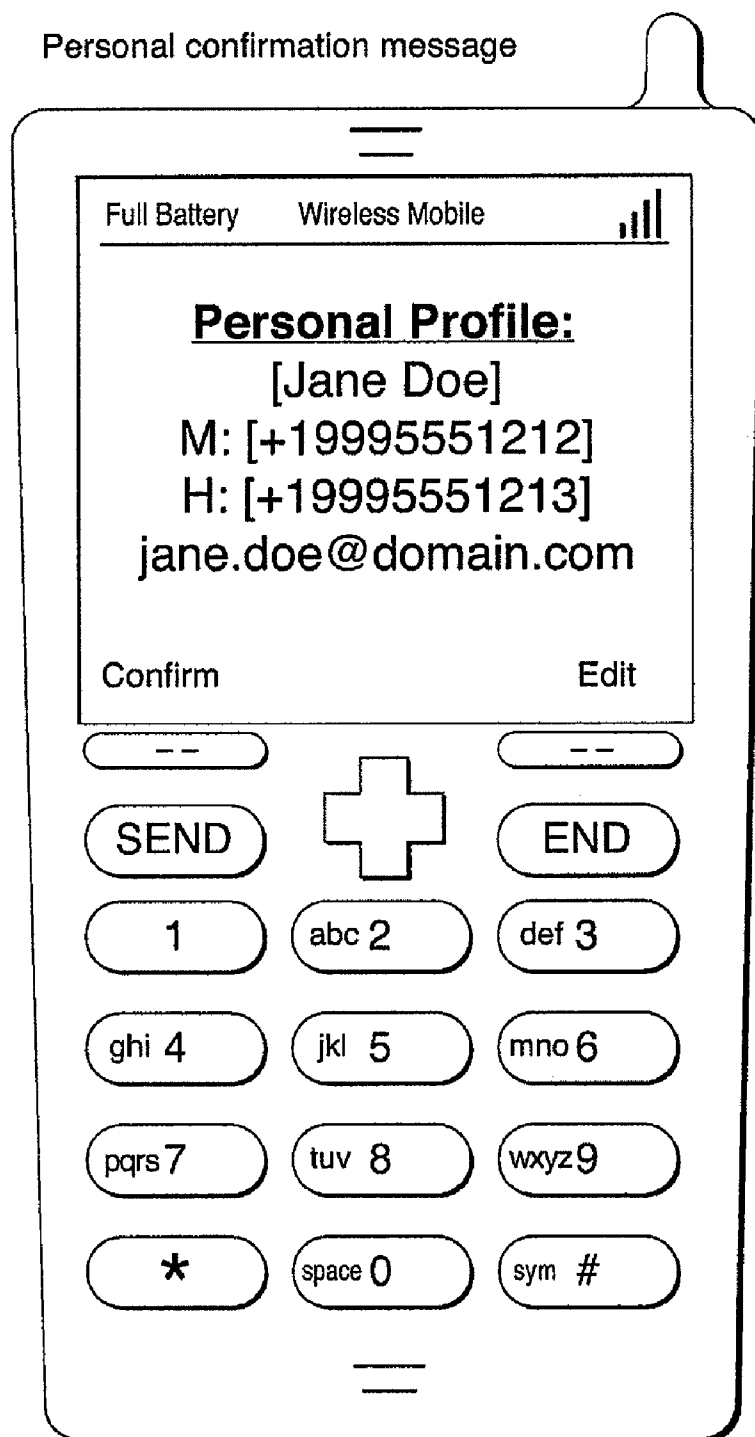 Personal confirmation message
Full Battery Wireless Mobile
Personal Profile:
[Jane Doe]
M: [+19995551212]
H: [+19995551213]
jane.doe@domain.com
Confirm Edit
-- --
SEND END
1 abc 2 def 3
ghi 4 jkl 5 mno 6
pqrs 7 tuv 8 wxyz 9
* space 0 sym #